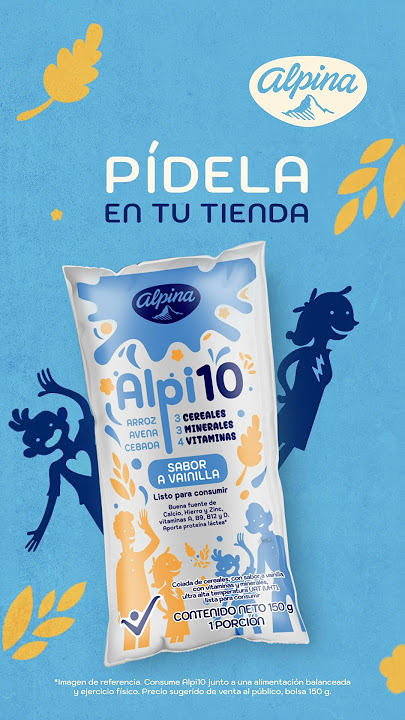 alpina
PÍDELA
EN TU TIENDA
alpina
Alpi10
ARROZ
AVENA
CEBADA
3 CEREALES
3 MINERALES
4 VITAMINAS
SABOR
A VAINILLA
Listo para consumir
Buena fuente de
Calcio, Hierro y Zinc,
vitaminas A, B9, B12 y D.
Aporta proteína láctea*
Colada de cereales, con sabor a vainilla,
con vitaminas y minerales,
ultra alta temperatura UAT (UHT),
lista para consumir
CONTENIDO NETO 150 g
1 PORCIÓN
*Imagen de referencia. Consume Alpi10 junto a una alimentación balanceada
y ejercicio físico. Precio sugerido de venta al público, bolsa 150 g.